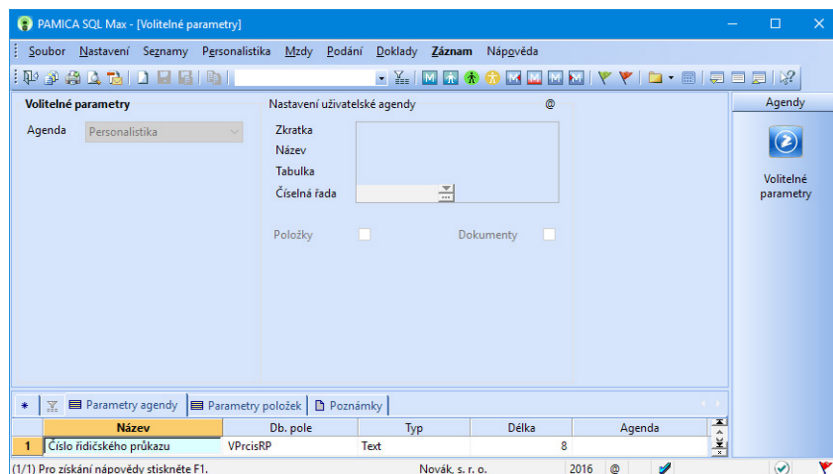 PAMICA SQL Max - [Volitelné parametry]
Soubor Nastavení Seznamy Personalistika Mzdy Podání Doklady Záznam Nápověda
Volitelné parametry
Nastavení uživatelské agendy @
Agendy
Agenda Personalistika
Zkratka
Název
Tabulka
Číselná řada
Volitelné
parametry
Položky
Dokumenty
Parametry agendy Parametry položek Poznámky
Název Db. pole Typ Délka Agenda
1 Číslo řidičského průkazu VPrcisRP Text 8
(1/1) Pro získání nápovědy stiskněte F1. Novák, s. r. o. 2016 @